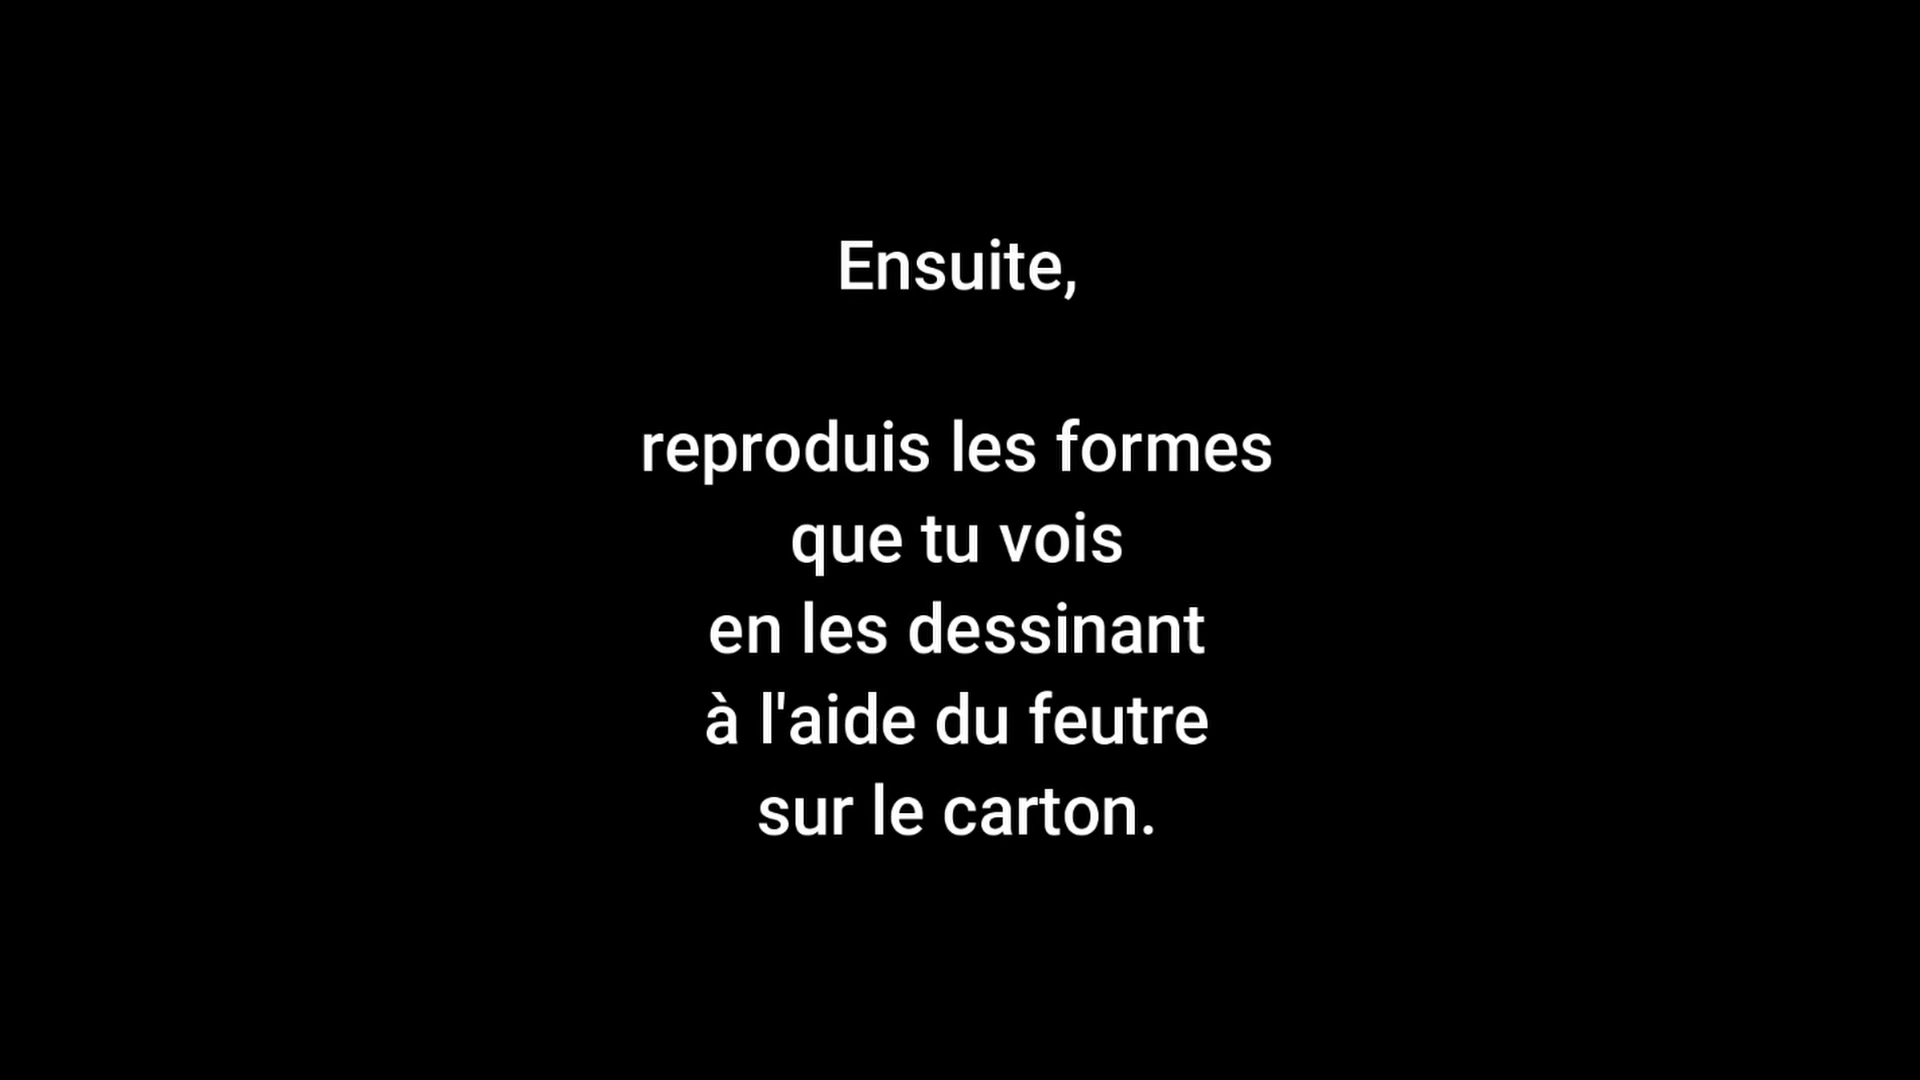 Ensuite,
reproduis les formes
que tu vois
en les dessinant
à l'aide du feutre
sur le carton.